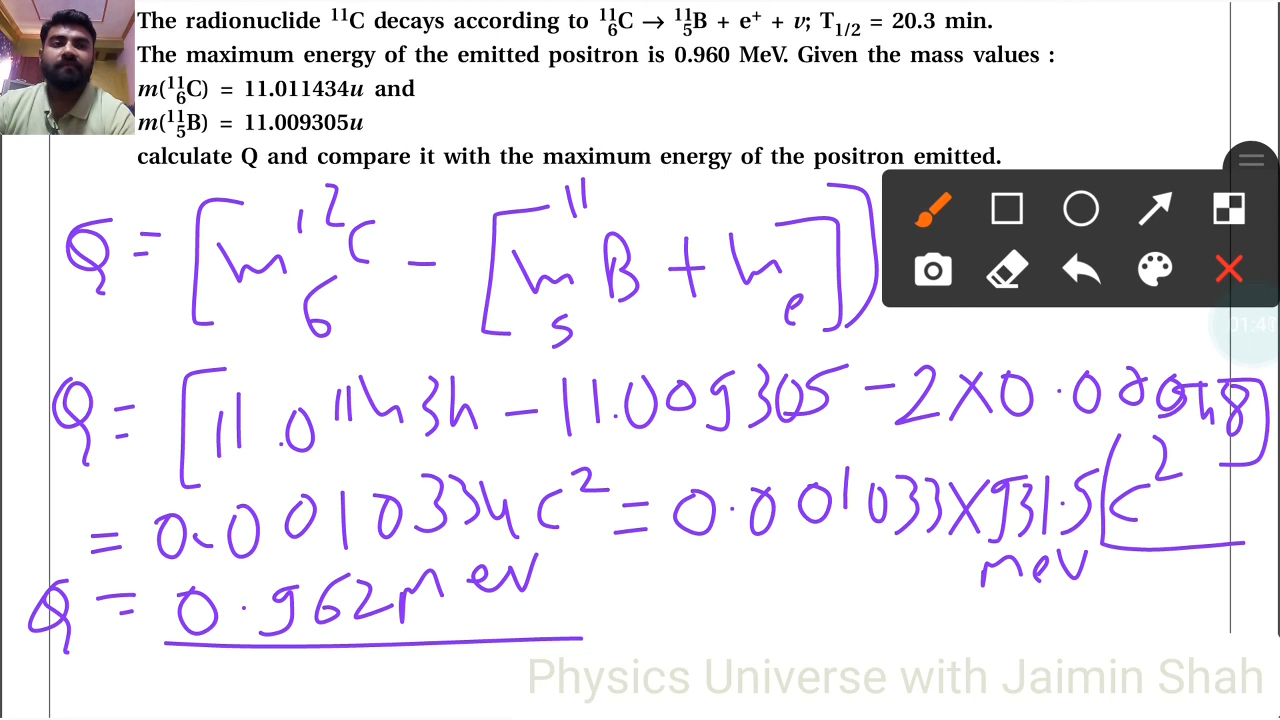 The radionuclide ¹¹C decays according to ¹¹₆C → ¹¹₅B + e⁺ + ν; T₁/₂ = 20.3 min.
The maximum energy of the emitted positron is 0.960 MeV. Given the mass values :
m(¹¹₆C) = 11.011434u and
m(¹¹₅B) = 11.009305u
calculate Q and compare it with the maximum energy of the positron emitted.
Q = [m ¹²₆C - [m ¹¹₅B + mₑ])
01:4
Q = [11.011434 - 11.009305 - 2×0.000548]c²
= 0.001033u c² = 0.001033×931.5
mev
Q = 0.962 mev
Physics Universe with Jaimin Shah